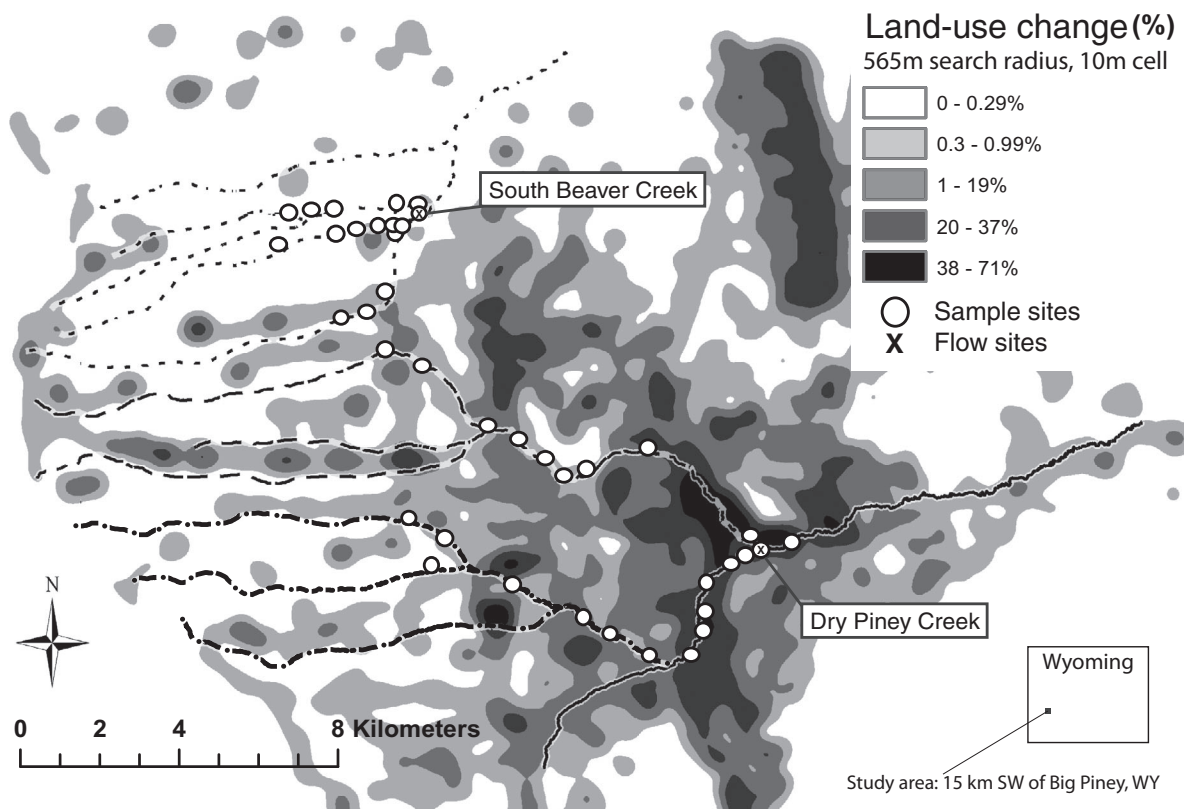 Land-use change (%)
565m search radius, 10m cell
0 - 0.29%
0.3 - 0.99%
1 - 19%
20 - 37%
38 - 71%
Sample sites
X Flow sites
South Beaver Creek
x
x
Dry Piney Creek
N
0 2 4 8 Kilometers
Wyoming
Study area: 15 km SW of Big Piney, WY